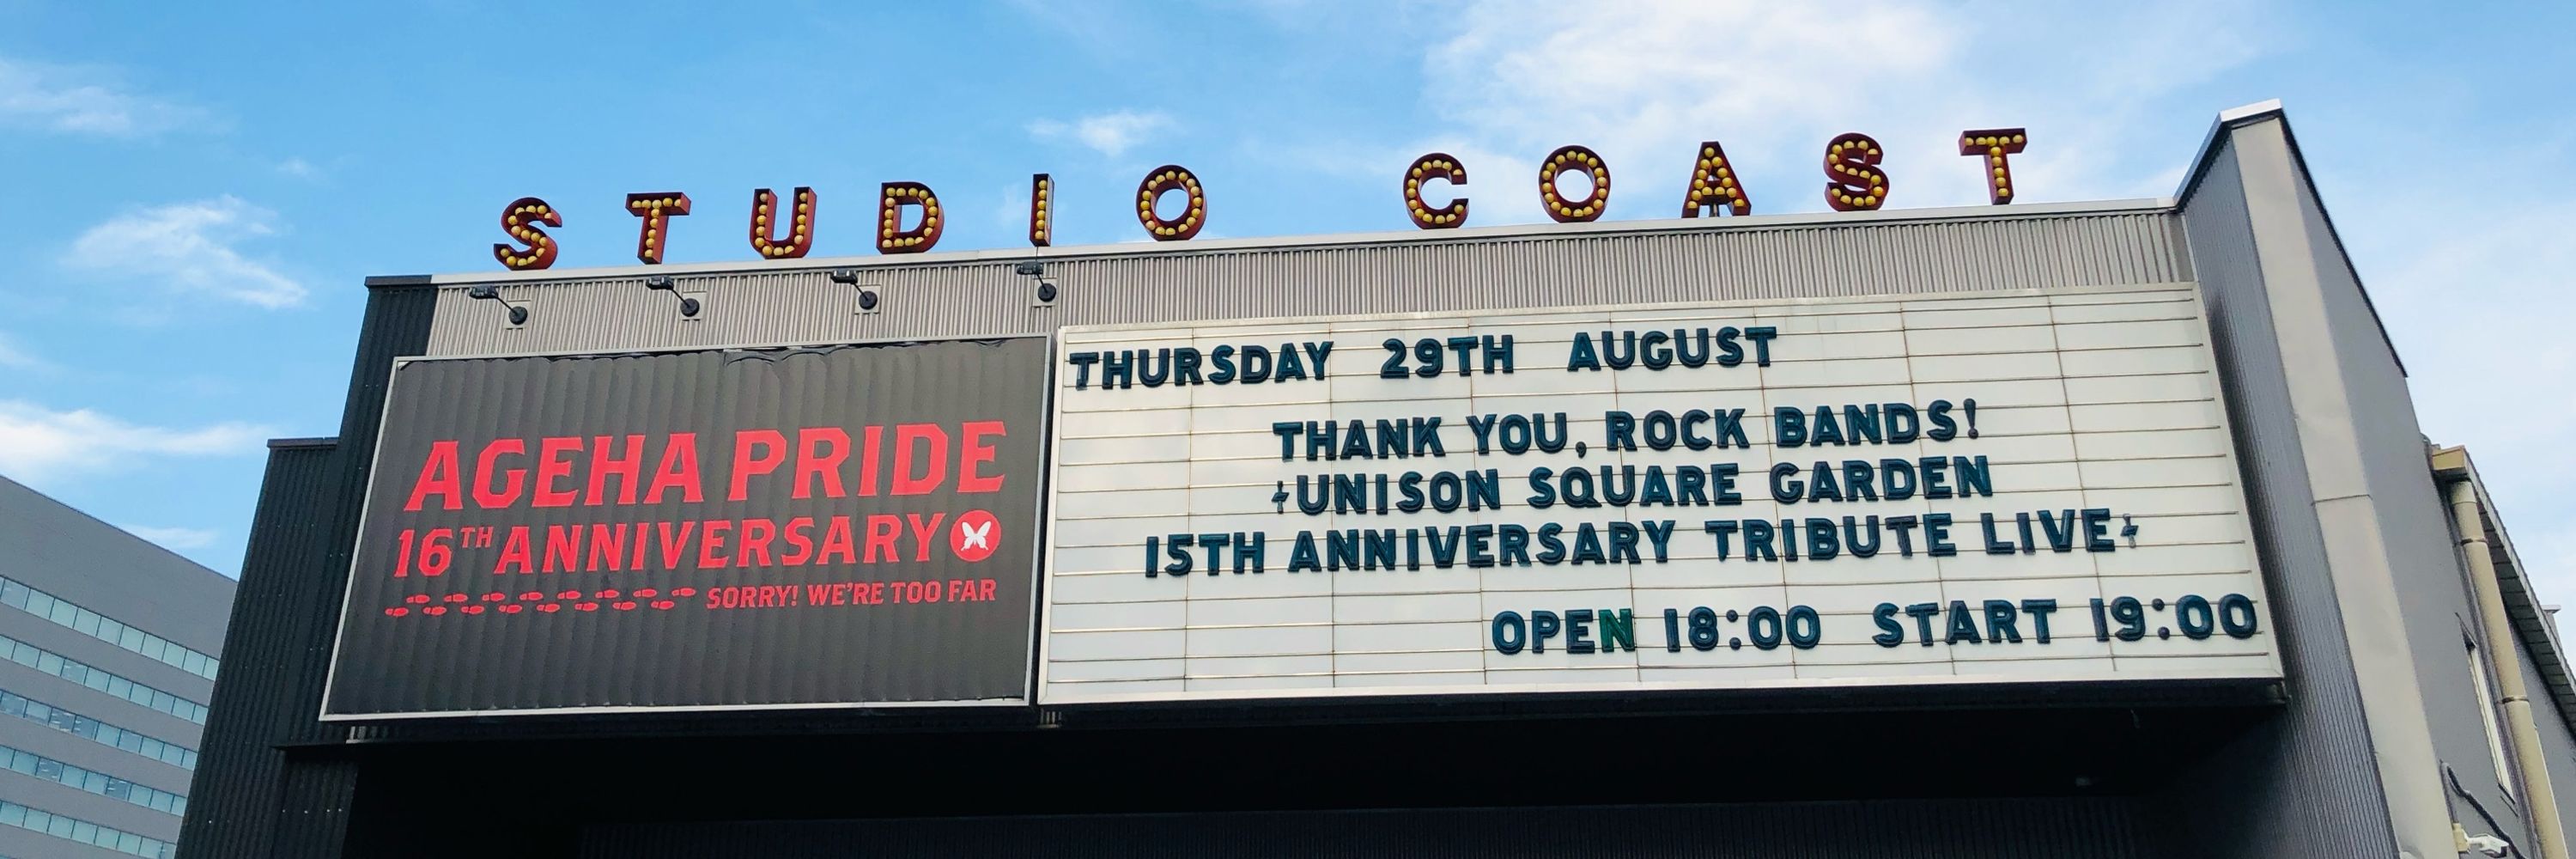 STUDIO COAST
AGEHA PRIDE
16TH ANNIVERSARY
SORRY! WE'RE TOO FAR
THURSDAY 29TH AUGUST
THANK YOU, ROCK BANDS!
UNISON SQUARE GARDEN
15TH ANNIVERSARY TRIBUTE LIVE
OPEN 18:00 START 19:00